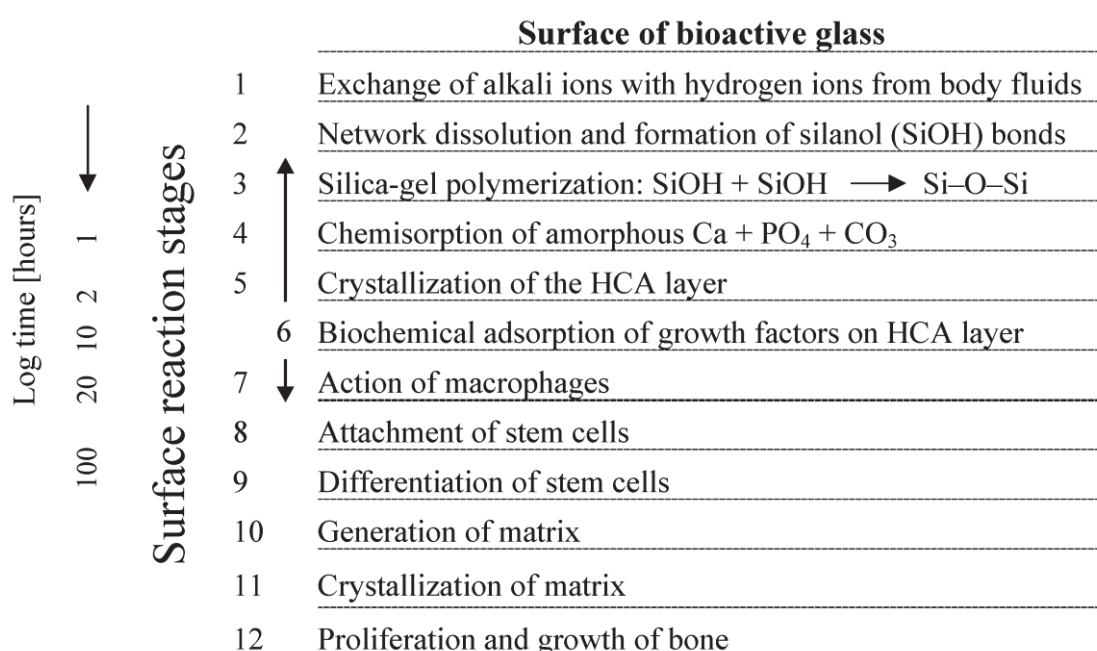 Surface of bioactive glass
1 Exchange of alkali ions with hydrogen ions from body fluids
2 Network dissolution and formation of silanol (SiOH) bonds
3 Silica-gel polymerization: SiOH + SiOH → Si–O–Si
4 Chemisorption of amorphous Ca + PO₄ + CO₃
5 Crystallization of the HCA layer
6 Biochemical adsorption of growth factors on HCA layer
7 Action of macrophages
8 Attachment of stem cells
9 Differentiation of stem cells
10 Generation of matrix
11 Crystallization of matrix
12 Proliferation and growth of bone
Log time [hours]
1 2 10 20 100
Surface reaction stages